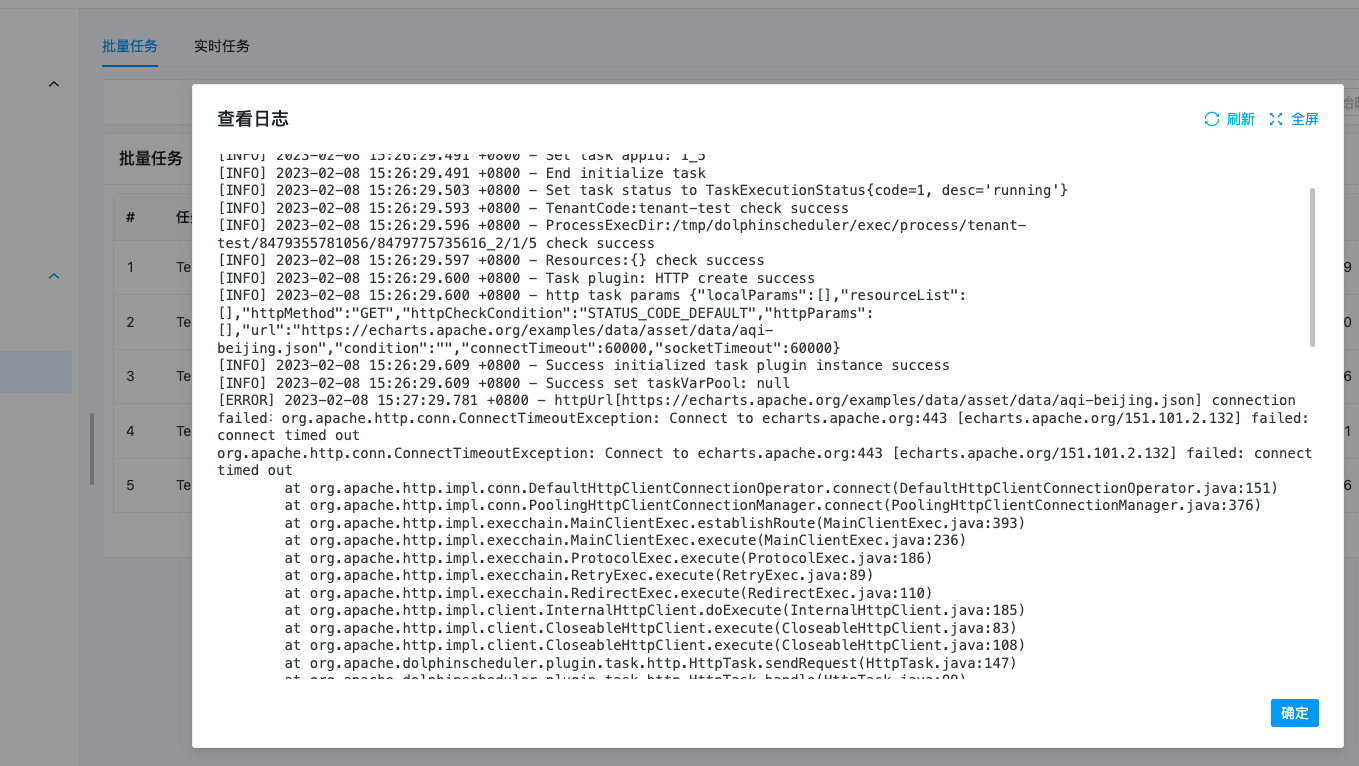 批量任务 实时任务
查看日志
刷新 全屏
批量任务
#
1 Te 9
2 Te 0
3 Te 6
4 Te 1
5 Te 6
[INFO] 2023-02-08 15:26:29.491 +0800 - Set task appId: 1_5
[INFO] 2023-02-08 15:26:29.491 +0800 - End initialize task
[INFO] 2023-02-08 15:26:29.503 +0800 - Set task status to TaskExecutionStatus{code=1, desc='running'}
[INFO] 2023-02-08 15:26:29.593 +0800 - TenantCode:tenant-test check success
[INFO] 2023-02-08 15:26:29.596 +0800 - ProcessExecDir:/tmp/dolphinscheduler/exec/process/tenant-
test/8479355781056/8479775735616_2/1/5 check success
[INFO] 2023-02-08 15:26:29.597 +0800 - Resources:{} check success
[INFO] 2023-02-08 15:26:29.600 +0800 - Task plugin: HTTP create success
[INFO] 2023-02-08 15:26:29.600 +0800 - http task params {"localParams":[],"resourceList":
[],"httpMethod":"GET","httpCheckCondition":"STATUS_CODE_DEFAULT","httpParams":
[],"url":"https://echarts.apache.org/examples/data/asset/data/aqi-
beijing.json","condition":"","connectTimeout":60000,"socketTimeout":60000}
[INFO] 2023-02-08 15:26:29.609 +0800 - Success initialized task plugin instance success
[INFO] 2023-02-08 15:26:29.609 +0800 - Success set taskVarPool: null
[ERROR] 2023-02-08 15:27:29.781 +0800 - httpUrl[https://echarts.apache.org/examples/data/asset/data/aqi-beijing.json] connection
failed: org.apache.http.conn.ConnectTimeoutException: Connect to echarts.apache.org:443 [echarts.apache.org/151.101.2.132] failed:
connect timed out
org.apache.http.conn.ConnectTimeoutException: Connect to echarts.apache.org:443 [echarts.apache.org/151.101.2.132] failed: connect
timed out
at org.apache.http.impl.conn.DefaultHttpClientConnectionOperator.connect(DefaultHttpClientConnectionOperator.java:151)
at org.apache.http.impl.conn.PoolingHttpClientConnectionManager.connect(PoolingHttpClientConnectionManager.java:376)
at org.apache.http.impl.execchain.MainClientExec.establishRoute(MainClientExec.java:393)
at org.apache.http.impl.execchain.MainClientExec.execute(MainClientExec.java:236)
at org.apache.http.impl.execchain.ProtocolExec.execute(ProtocolExec.java:186)
at org.apache.http.impl.execchain.RetryExec.execute(RetryExec.java:89)
at org.apache.http.impl.execchain.RedirectExec.execute(RedirectExec.java:110)
at org.apache.http.impl.client.InternalHttpClient.doExecute(InternalHttpClient.java:185)
at org.apache.http.impl.client.CloseableHttpClient.execute(CloseableHttpClient.java:83)
at org.apache.http.impl.client.CloseableHttpClient.execute(CloseableHttpClient.java:108)
at org.apache.dolphinscheduler.plugin.task.http.HttpTask.sendRequest(HttpTask.java:147)
at org.apache.dolphinscheduler.plugin.task.http.HttpTask.handle(HttpTask.java:99)
确定